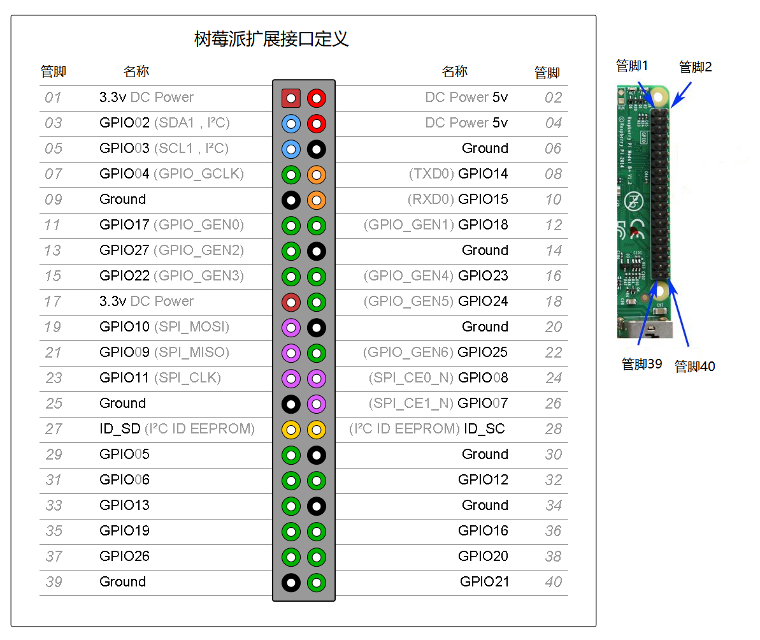 树莓派扩展接口定义
管脚 名称 名称 管脚
01 3.3v DC Power DC Power 5v 02
03 GPIO02 (SDA1 , I²C) DC Power 5v 04
05 GPIO03 (SCL1 , I²C) Ground 06
07 GPIO04 (GPIO_GCLK) (TXD0) GPIO14 08
09 Ground (RXD0) GPIO15 10
11 GPIO17 (GPIO_GEN0) (GPIO_GEN1) GPIO18 12
13 GPIO27 (GPIO_GEN2) Ground 14
15 GPIO22 (GPIO_GEN3) (GPIO_GEN4) GPIO23 16
17 3.3v DC Power (GPIO_GEN5) GPIO24 18
19 GPIO10 (SPI_MOSI) Ground 20
21 GPIO09 (SPI_MISO) (GPIO_GEN6) GPIO25 22
23 GPIO11 (SPI_CLK) (SPI_CE0_N) GPIO08 24
25 Ground (SPI_CE1_N) GPIO07 26
27 ID_SD (I²C ID EEPROM) (I²C ID EEPROM) ID_SC 28
29 GPIO05 Ground 30
31 GPIO06 GPIO12 32
33 GPIO13 Ground 34
35 GPIO19 GPIO16 36
37 GPIO26 GPIO20 38
39 Ground GPIO21 40
管脚1 管脚2
Raspberry Pi Model B+ V1.2
管脚39 管脚40